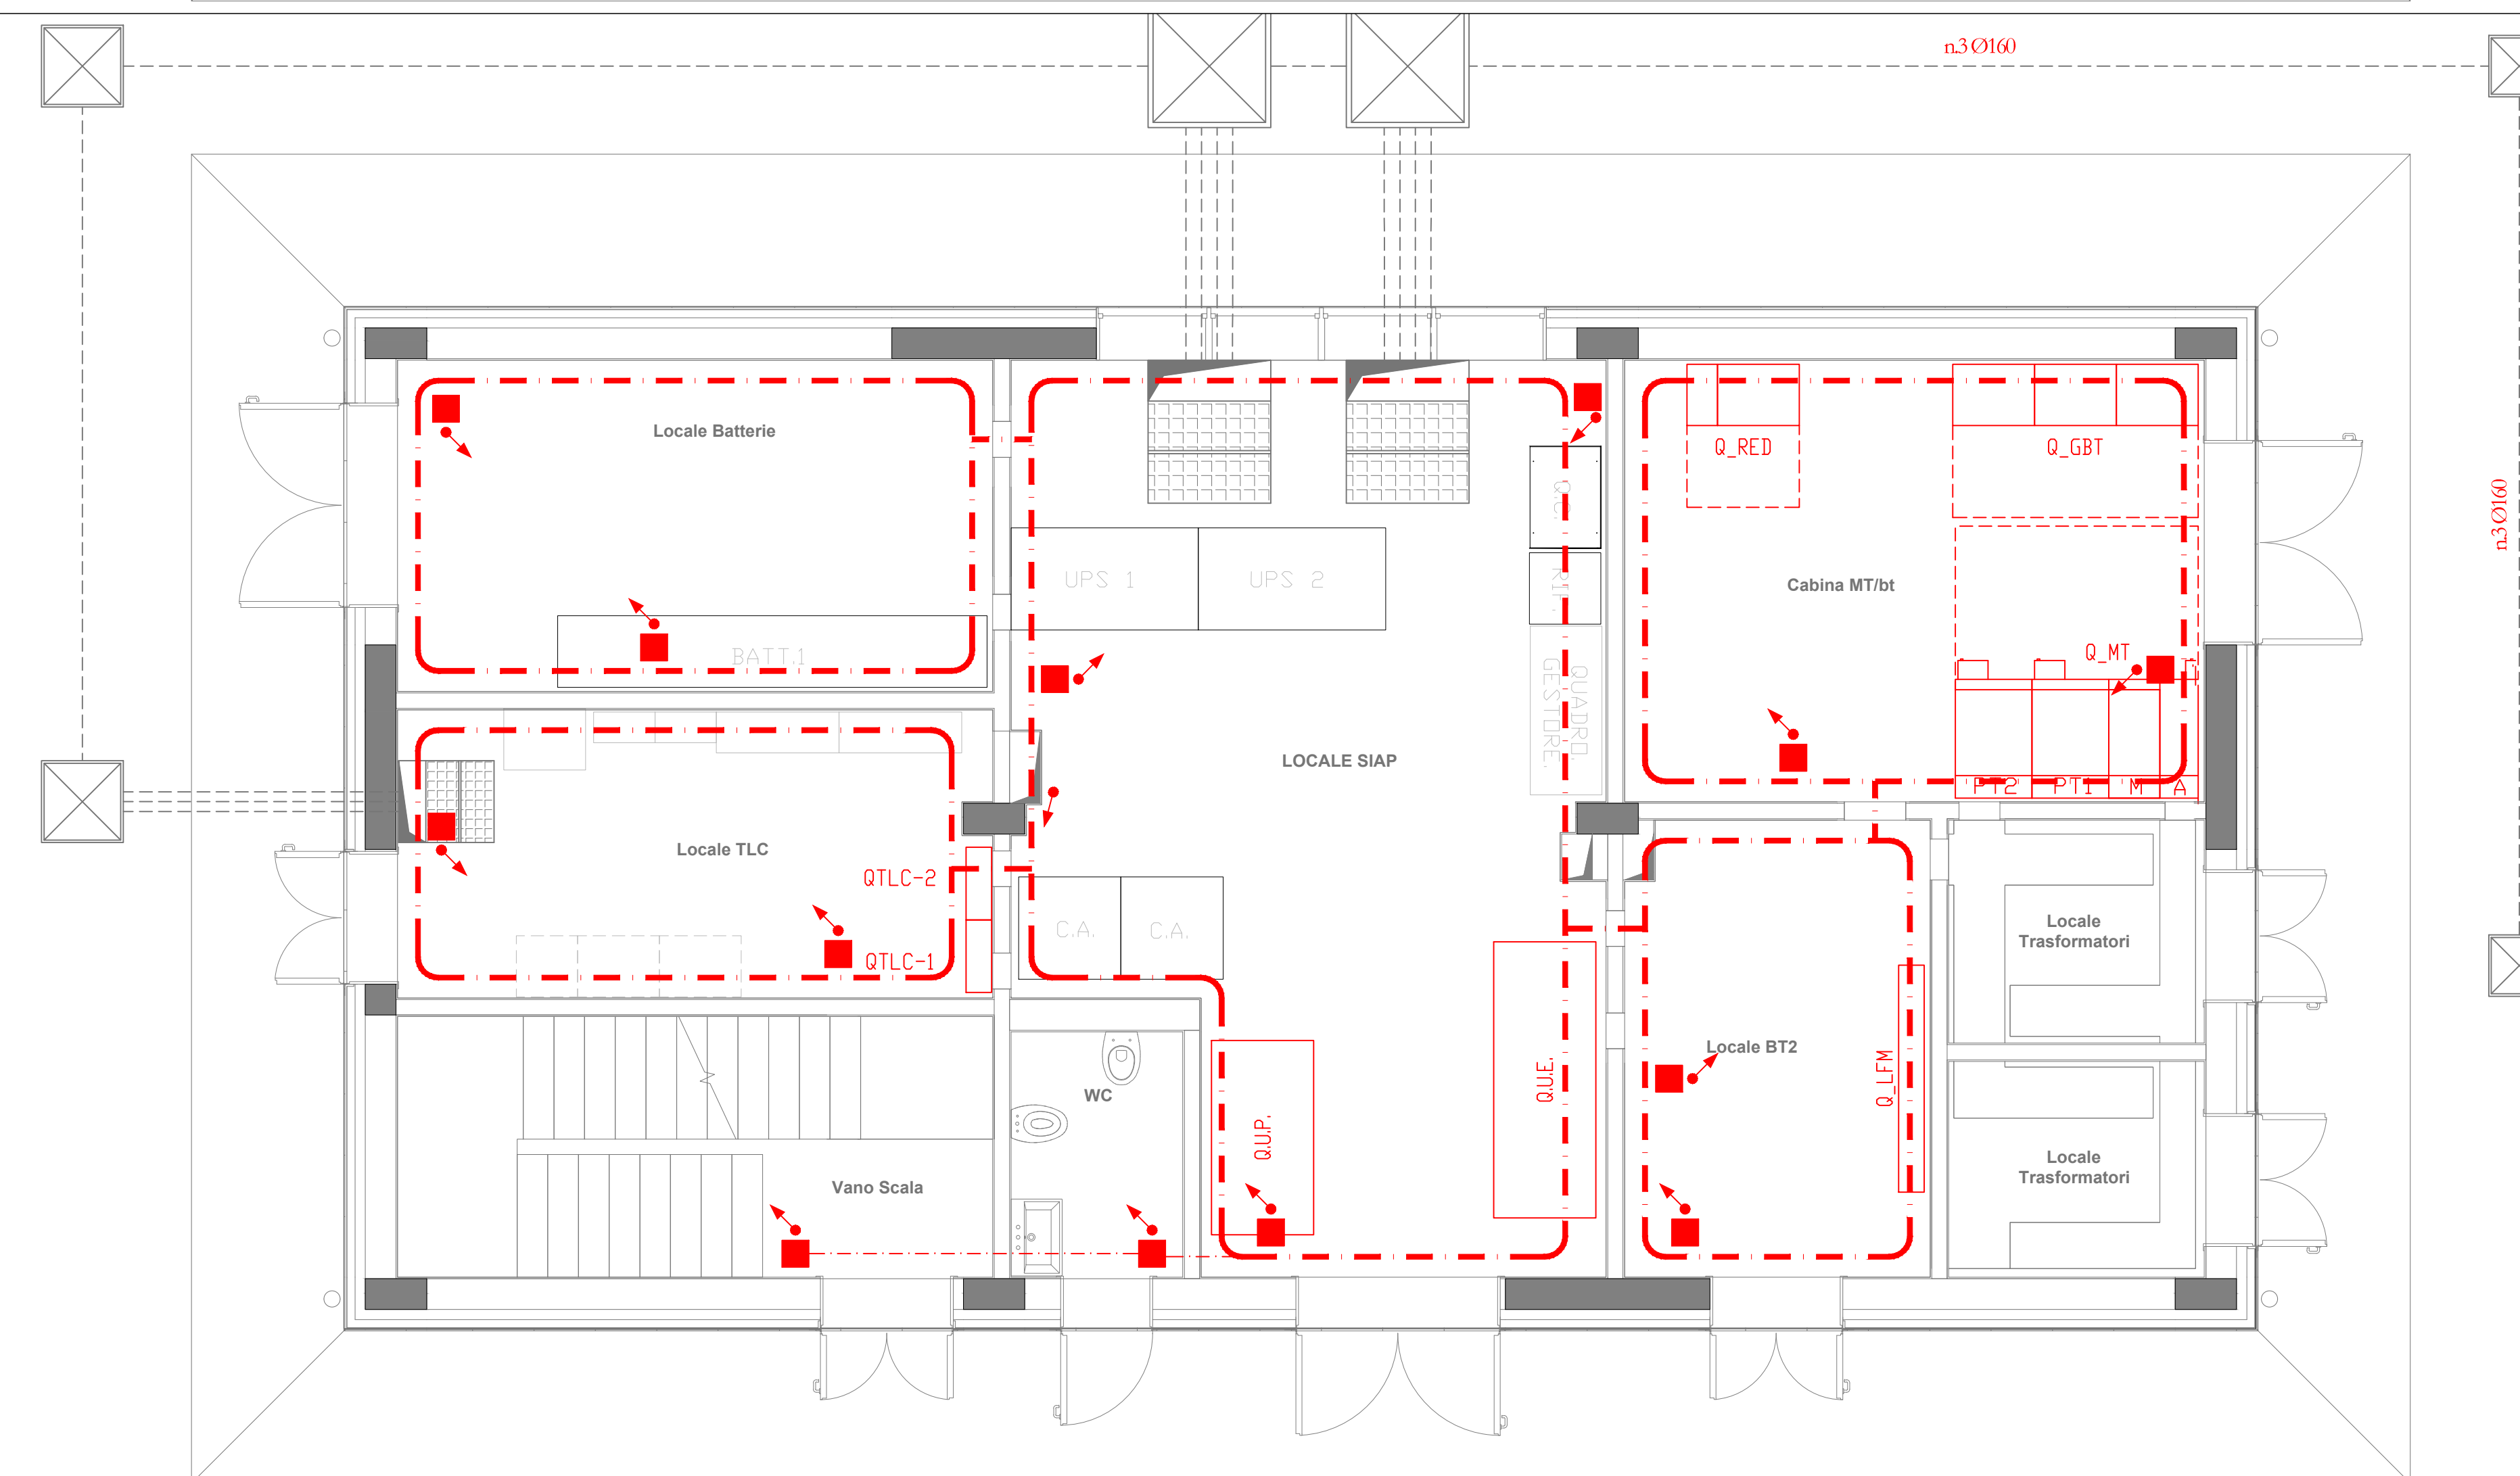 n.3 Ø160
Locale Batterie
Q.C.
Q_RED
Q_GBT
n.3 Ø160
UPS 1
UPS 2
RIF.
Cabina MT/bt
BATT.1
QUADRO.
GESTORE.
Q_MT
LOCALE SIAP
PT2
PT1
M
A
Locale TLC
QTLC-2
QTLC-1
C.A.
C.A.
Locale
Trasformatori
Locale BT2
Q_LFM
WC
Q.U.P.
Q.U.E.
Vano Scala
Locale
Trasformatori